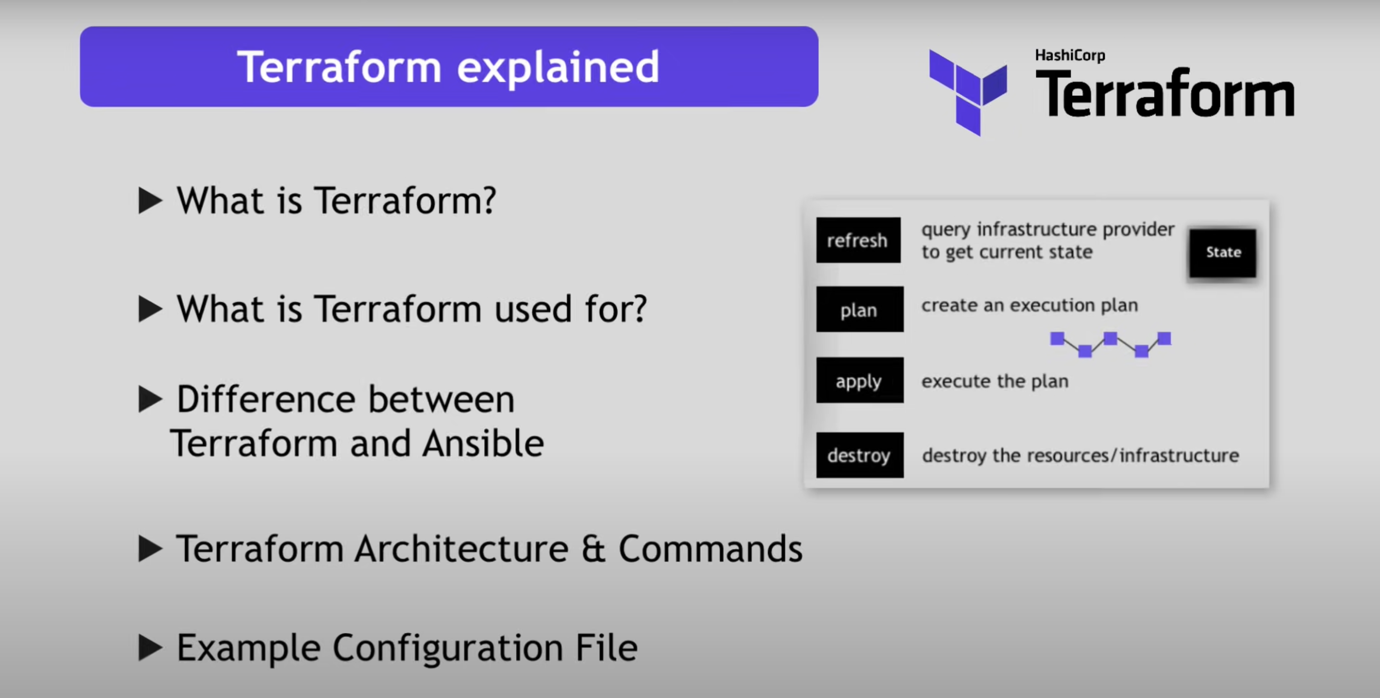 Terraform explained
HashiCorp
Terraform
What is Terraform?
What is Terraform used for?
Difference between
Terraform and Ansible
Terraform Architecture & Commands
Example Configuration File
refresh
query infrastructure provider
to get current state
State
plan
create an execution plan
apply
execute the plan
destroy
destroy the resources/infrastructure